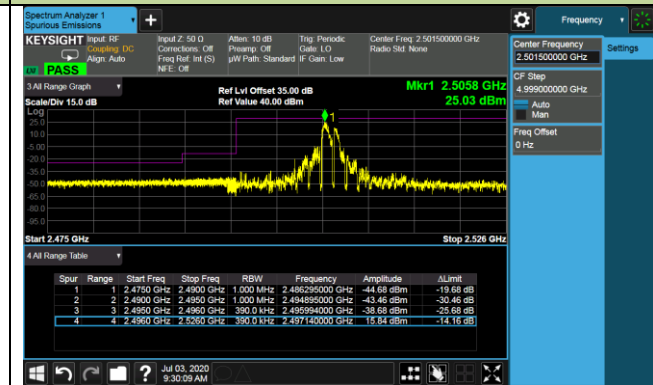 Spectrum Analyzer 1
Spurious Emissions
+
Frequency
KEYSIGHT
Input: RF
Coupling: DC
Align: Auto
Input Z: 50 Ω
Corrections: Off
Freq Ref: Int (S)
NFE: Off
Atten: 10 dB
Preamp: Off
µW Path: Standard
Trig: Periodic
Gate: LO
IF Gain: Low
Center Freq: 2.501500000 GHz
Radio Std: None
PASS
Center Frequency
2.501500000 GHz
Settings
CF Step
4.999000000 GHz
Auto
Man
Freq Offset
0 Hz
3 All Range Graph
Scale/Div 15.0 dB
Ref Lvl Offset 35.00 dB
Ref Value 40.00 dBm
Mkr1 2.5058 GHz
25.03 dBm
Log
25.0
10.0
-5.00
-20.0
-35.0
-50.0
-65.0
-80.0
-95.0
1
Start 2.475 GHz
Stop 2.526 GHz
4 All Range Table
Spur Range Start Freq Stop Freq RBW Frequency Amplitude ΔLimit
1 1 2.4750 GHz 2.4900 GHz 1.000 MHz 2.486295000 GHz -44.68 dBm -19.68 dB
2 2 2.4900 GHz 2.4950 GHz 1.000 MHz 2.494895000 GHz -43.46 dBm -30.46 dB
3 3 2.4950 GHz 2.4960 GHz 390.0 kHz 2.495994000 GHz -38.68 dBm -25.68 dB
4 4 2.4960 GHz 2.5260 GHz 390.0 kHz 2.497140000 GHz 15.84 dBm -14.16 dB
?
Jul 03, 2020
9:30:09 AM